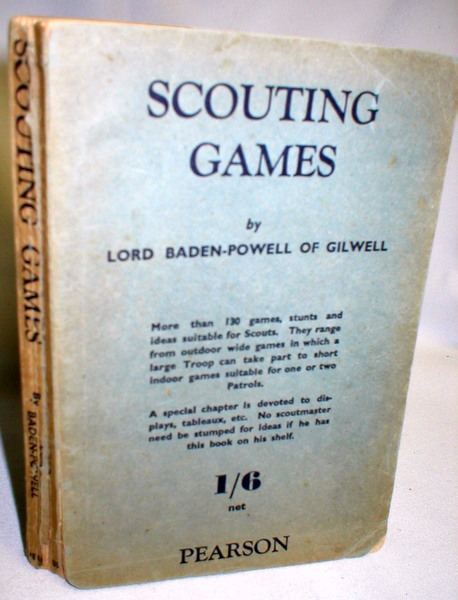 SCOUTING GAMES
By BADEN-POWELL
SCOUTING
GAMES
by
LORD BADEN-POWELL OF GILWELL
More than 130 games, stunts and
ideas suitable for Scouts. They range
from outdoor wide games in which a
large Troop can take part to short
indoor games suitable for one or two
Patrols.
A special chapter is devoted to dis-
plays, tableaux, etc. No scoutmaster
need be stumped for ideas if he has
this book on his shelf.
1/6
net
PEARSON